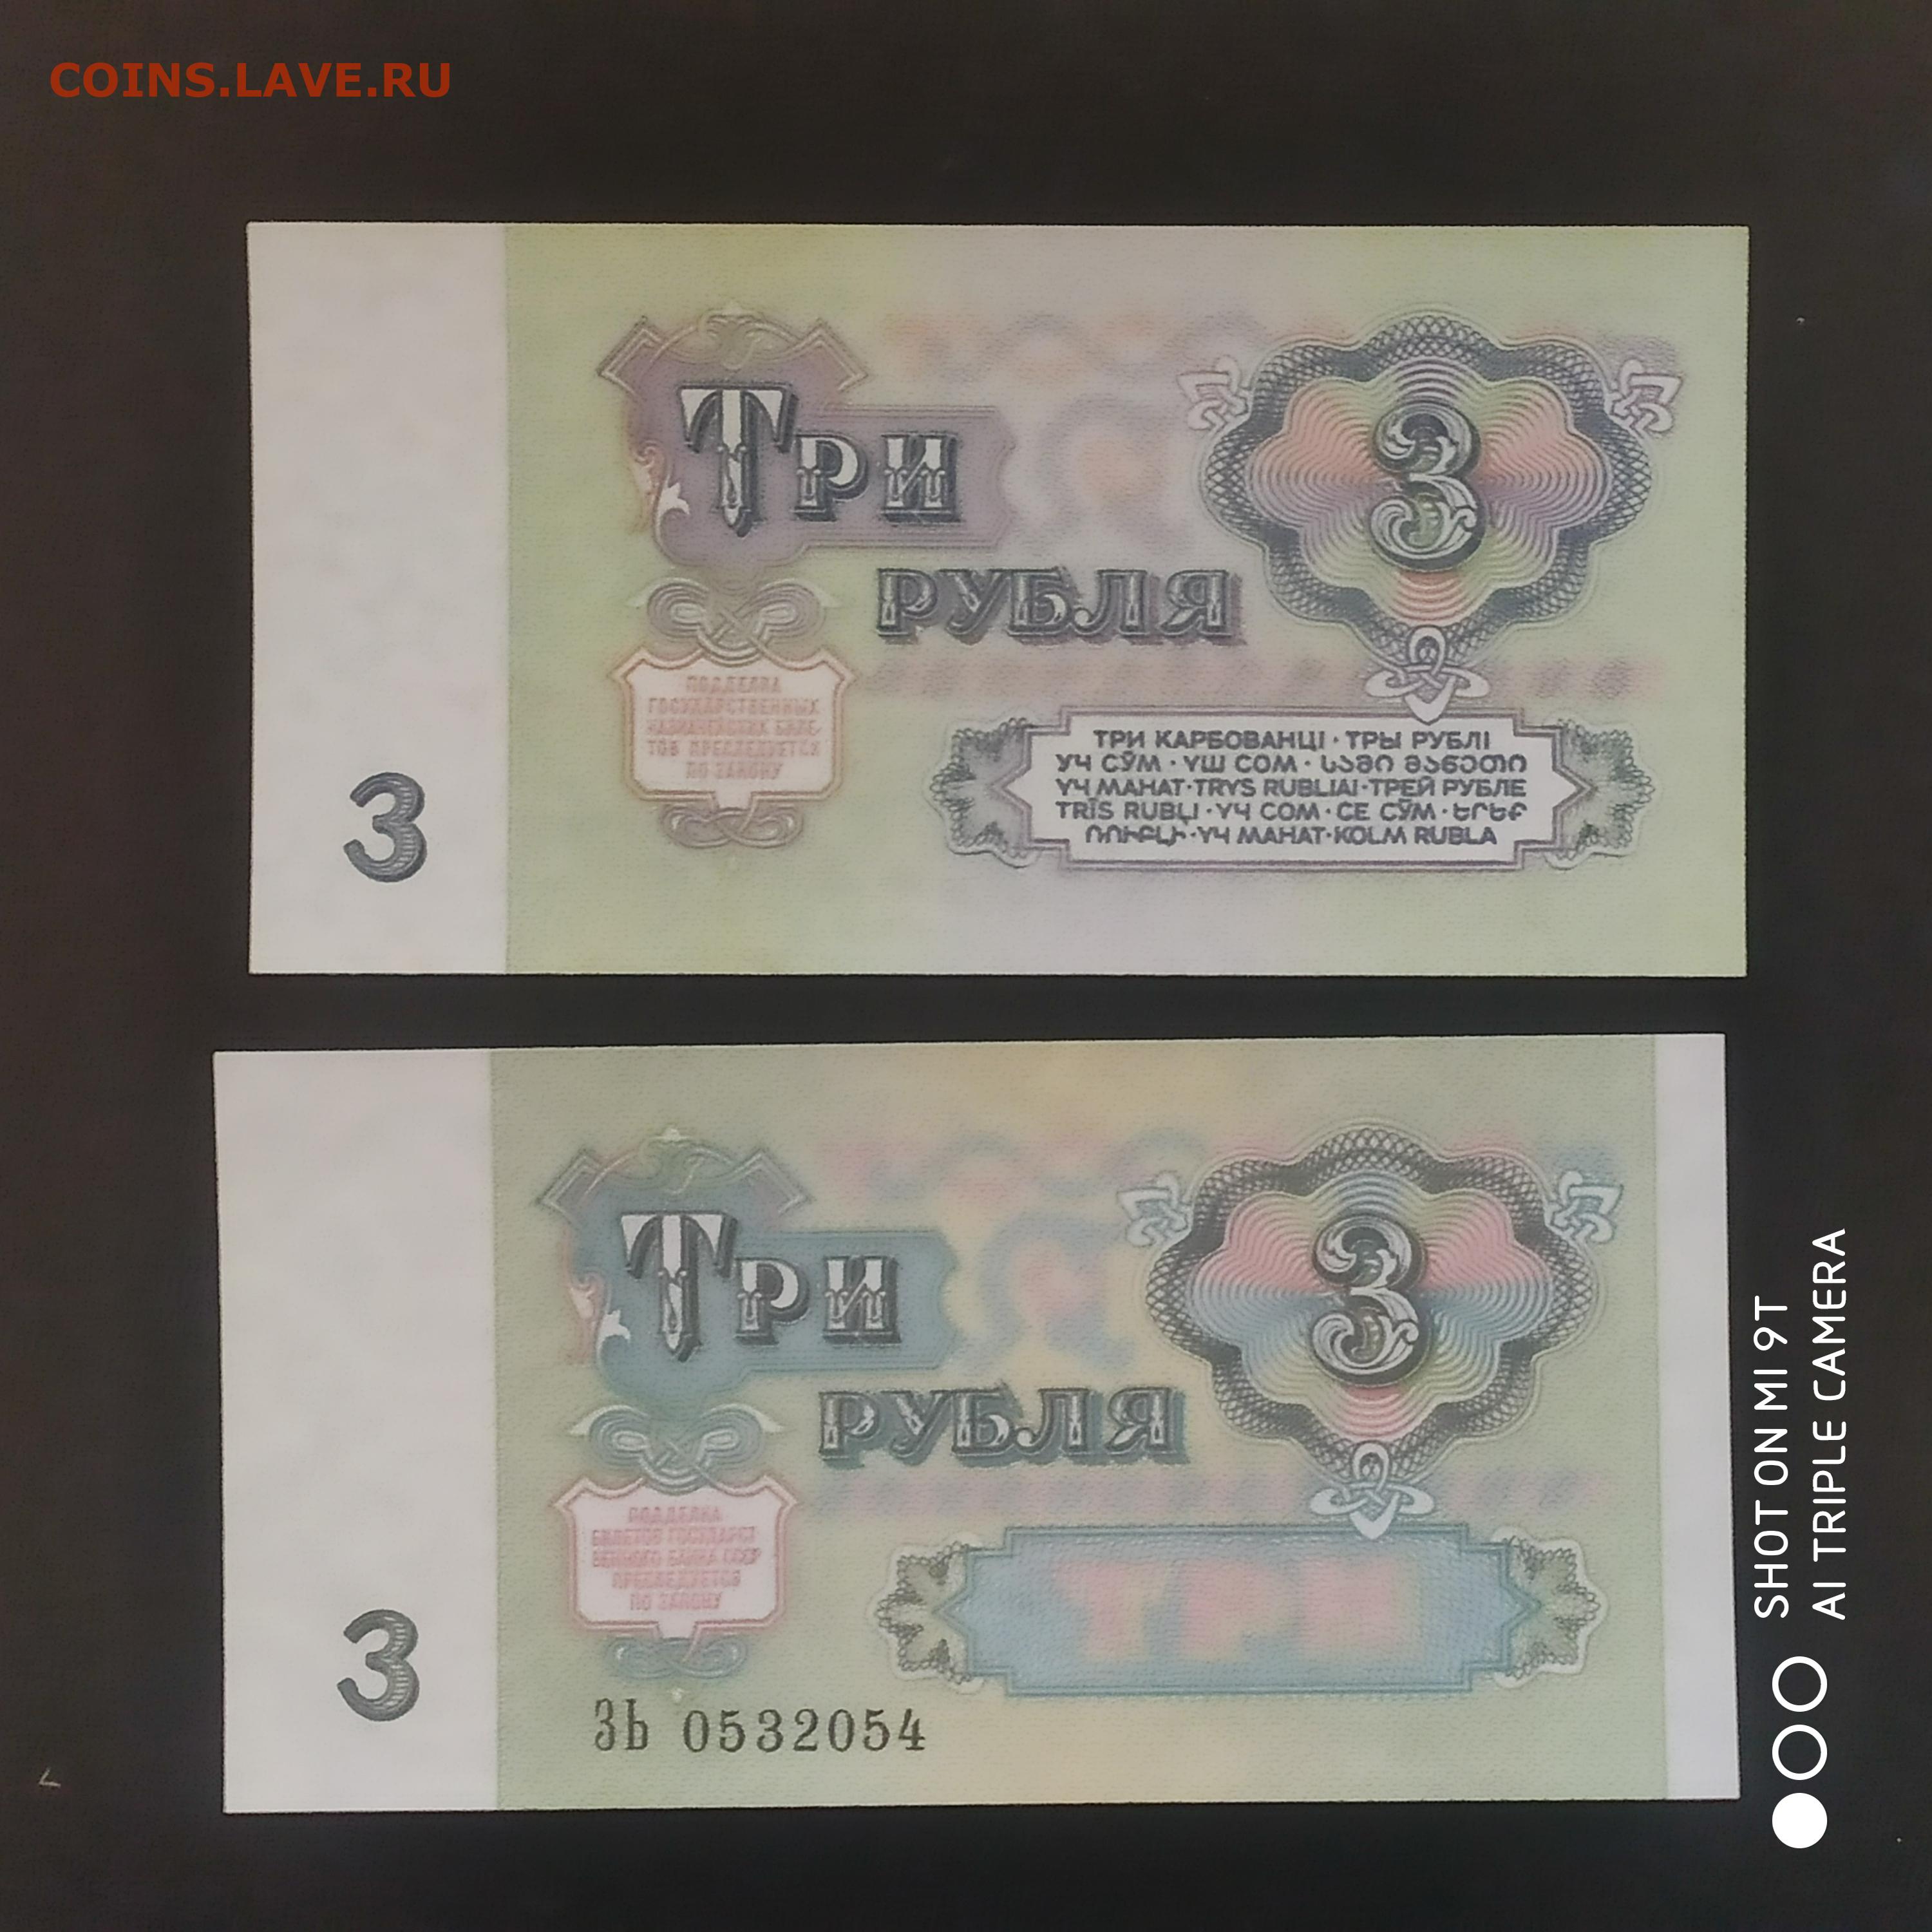 COINS.LAVE.RU
ТРИ
РУБЛЯ
3
ПОДДЕЛКА
ГОСУДАРСТВЕННЫХ
КАЗНАЧЕЙСКИХ БИЛЕ-
ТОВ ПРЕСЛЕДУЕТСЯ
ПО ЗАКОНУ
3
ТРИ КАРБОВАНЦІ · ТРЫ РУБЛІ
УЧ СЎМ · ҮШ СОМ · ᲡᲐᲛᲘ ᲛᲐᲜᲔᲗᲘ
ҮЧ МАНАТ · TRYS RUBLIAI · ТРЕЙ РУБЛЕ
TRĪS RUBĻI · ҮЧ СОМ · СЕ СӮМ · ԵՐԵՔ
ՌՈՒԲԼԻ · ҮЧ МАНАТ · KOLM RUBLA
ТРИ
РУБЛЯ
3
ПОДДЕЛКА
БИЛЕТОВ ГОСУДАРСТ-
ВЕННОГО БАНКА СССР
ПРЕСЛЕДУЕТСЯ
ПО ЗАКОНУ
ТРИ
3
ЗЬ 0532054
SHOT ON MI 9T
AI TRIPLE CAMERA